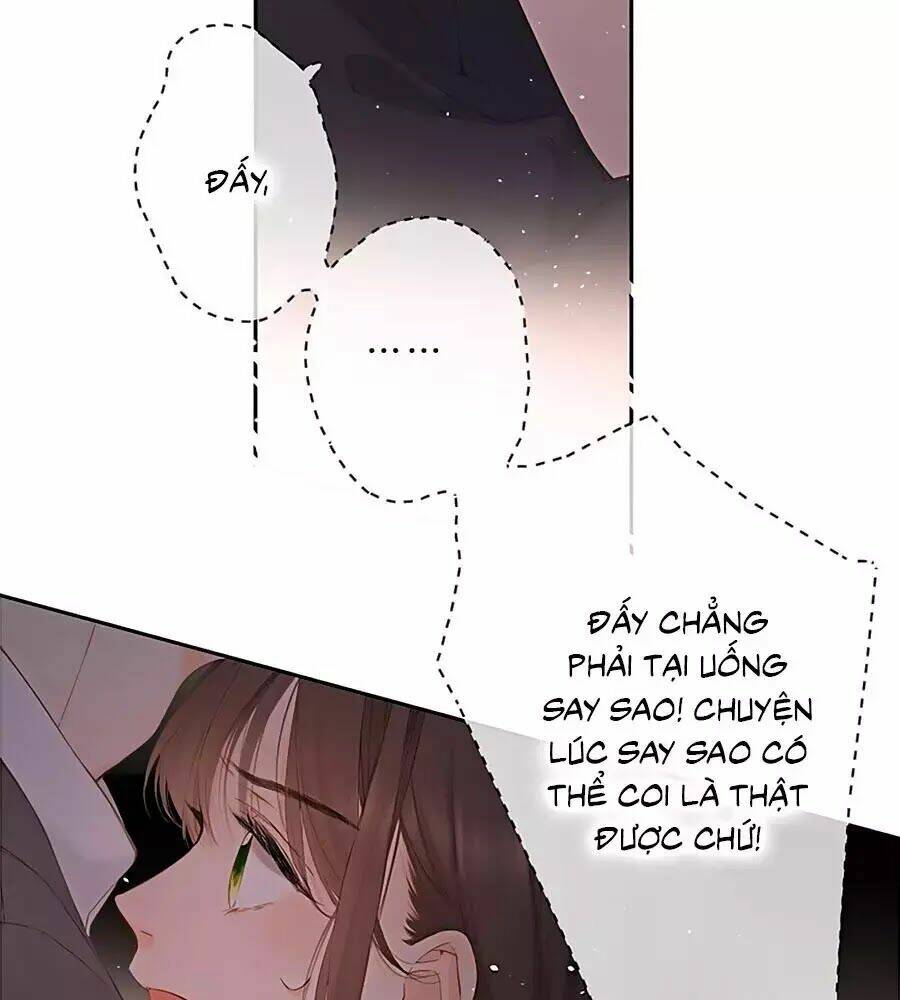 ĐẤY,
......
ĐẤY CHẲNG
PHẢI TẠI UỐNG
SAY SAO! CHUYỆN
LÚC SAY SAO CÓ
THỂ COI LÀ THẬT
ĐƯỢC CHỨ!